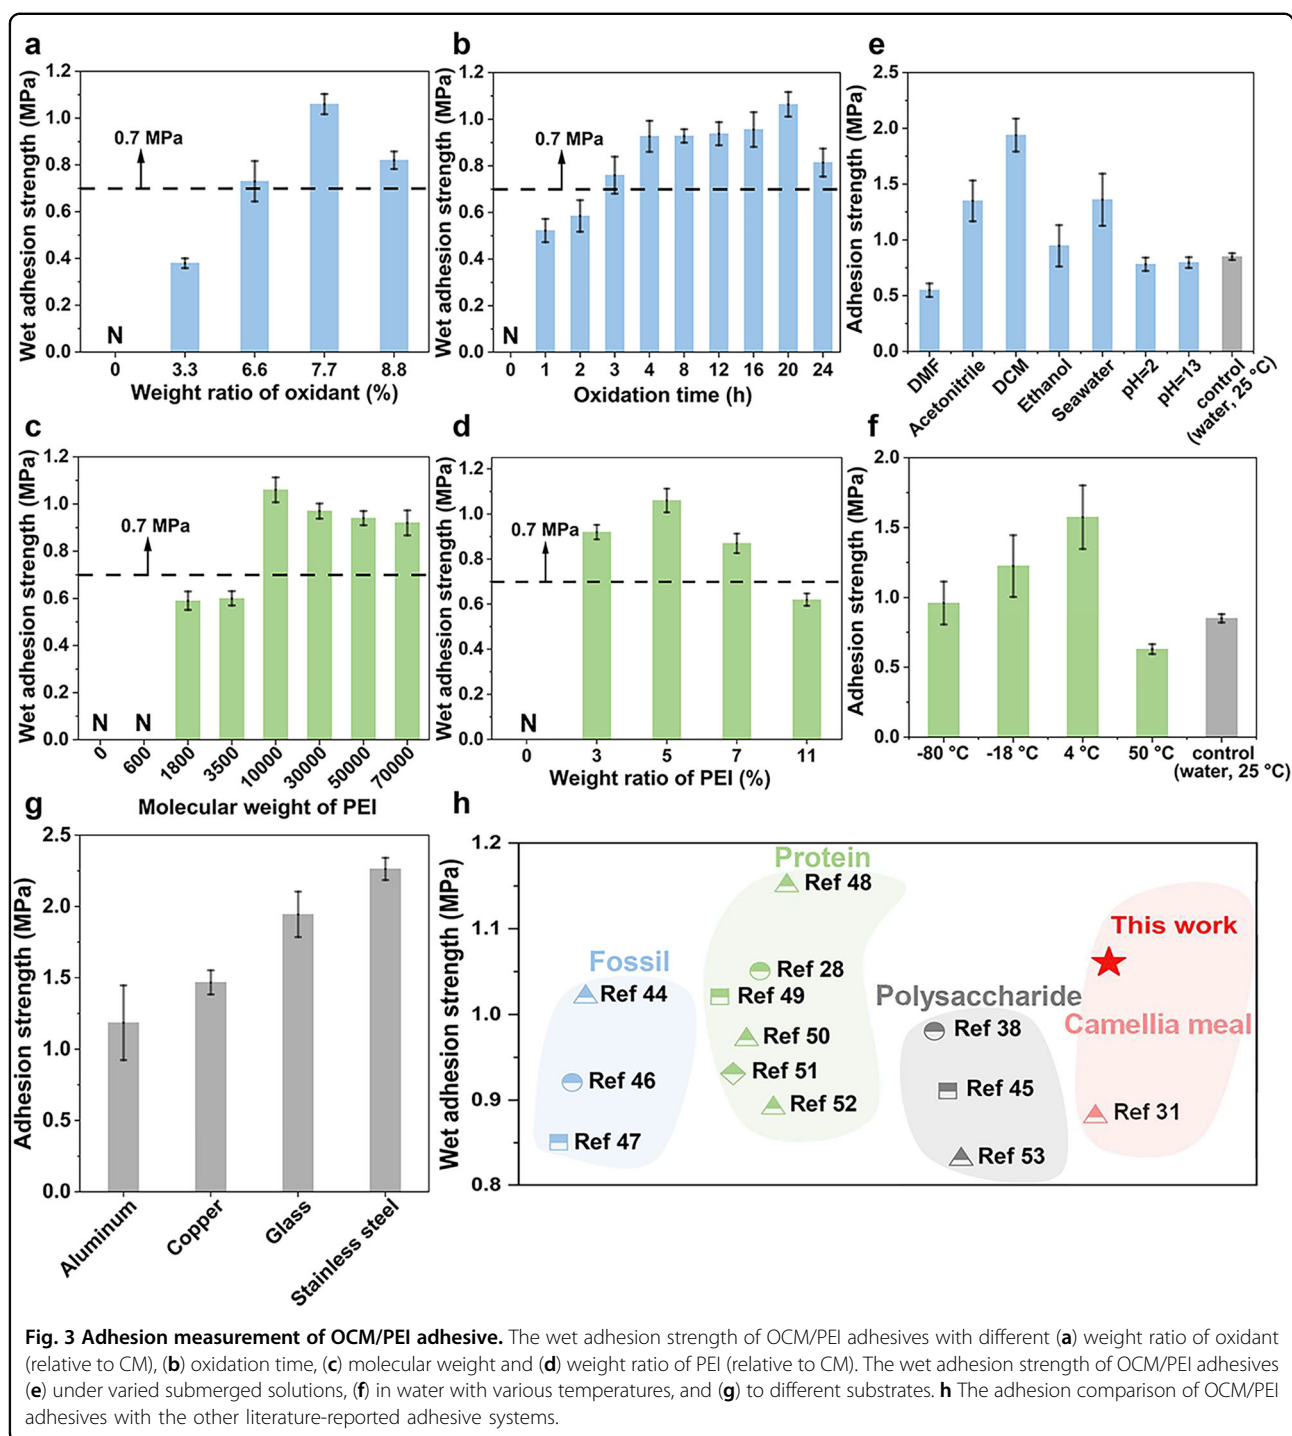 a
Wet adhesion strength (MPa)
1.2
1.0
0.8
0.6
0.4
0.2
0.0
0.7 MPa
N
0 3.3 6.6 7.7 8.8
Weight ratio of oxidant (%)
b
Wet adhesion strength (MPa)
1.2
1.0
0.8
0.6
0.4
0.2
0.0
0.7 MPa
N
0 1 2 3 4 8 12 16 20 24
Oxidation time (h)
e
Adhesion strength (MPa)
2.5
2.0
1.5
1.0
0.5
0.0
DMF
Acetonitrile
DCM
Ethanol
Seawater
pH=2
pH=13
control
(water, 25 °C)
c
Wet adhesion strength (MPa)
1.2
1.0
0.8
0.6
0.4
0.2
0.0
0.7 MPa
N N
0 600 1800 3500 10000 30000 50000 70000
Molecular weight of PEI
d
Wet adhesion strength (MPa)
1.2
1.0
0.8
0.6
0.4
0.2
0.0
0.7 MPa
N
0 3 5 7 11
Weight ratio of PEI (%)
f
Adhesion strength (MPa)
2.0
1.5
1.0
0.5
0.0
-80 °C -18 °C 4 °C 50 °C control
(water, 25 °C)
g
Adhesion strength (MPa)
2.5
2.0
1.5
1.0
0.5
0.0
Aluminum
Copper
Glass
Stainless steel
h
Wet adhesion strength (MPa)
1.2
1.1
1.0
0.9
0.8
Fossil
Ref 44
Ref 46
Ref 47
Protein
Ref 48
Ref 28
Ref 49
Ref 50
Ref 51
Ref 52
Polysaccharide
Ref 38
Ref 45
Ref 53
This work
Camellia meal
Ref 31
Fig. 3 Adhesion measurement of OCM/PEI adhesive. The wet adhesion strength of OCM/PEI adhesives with different (a) weight ratio of oxidant
(relative to CM), (b) oxidation time, (c) molecular weight and (d) weight ratio of PEI (relative to CM). The wet adhesion strength of OCM/PEI adhesives
(e) under varied submerged solutions, (f) in water with various temperatures, and (g) to different substrates. h The adhesion comparison of OCM/PEI
adhesives with the other literature-reported adhesive systems.